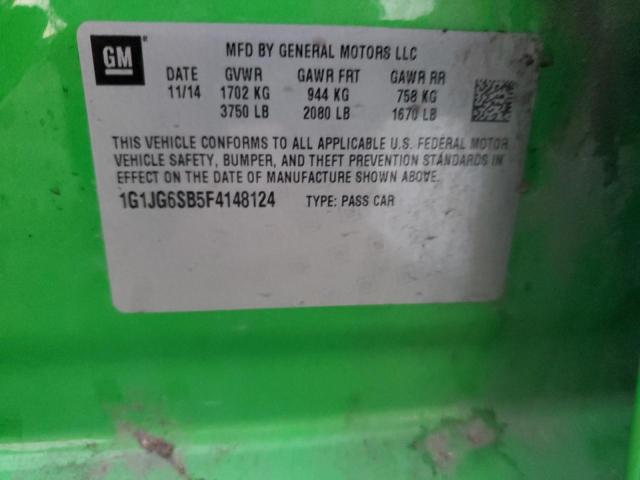 GM
MFD BY GENERAL MOTORS LLC
DATE GVWR GAWR FRT GAWR RR
11/14 1702 KG 944 KG 758 KG
3750 LB 2080 LB 1670 LB
THIS VEHICLE CONFORMS TO ALL APPLICABLE U.S. FEDERAL MOTOR
VEHICLE SAFETY, BUMPER, AND THEFT PREVENTION STANDARDS IN
EFFECT ON THE DATE OF MANUFACTURE SHOWN ABOVE.
1G1JG6SB5F4148124 TYPE: PASS CAR